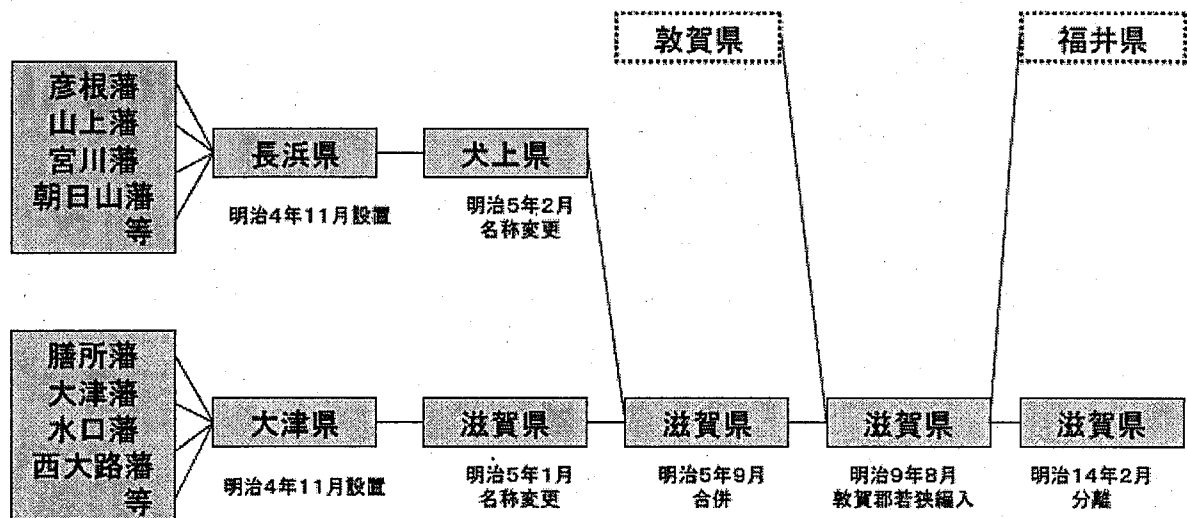 敦賀県
福井県
彦根藩
山上藩
宮川藩
朝日山藩
等
長浜県
犬上県
明治4年11月設置
明治5年2月
名称変更
膳所藩
大津藩
水口藩
西大路藩
等
大津県
滋賀県
滋賀県
滋賀県
滋賀県
明治4年11月設置
明治5年1月
名称変更
明治5年9月
合併
明治9年8月
敦賀郡若狭編入
明治14年2月
分離